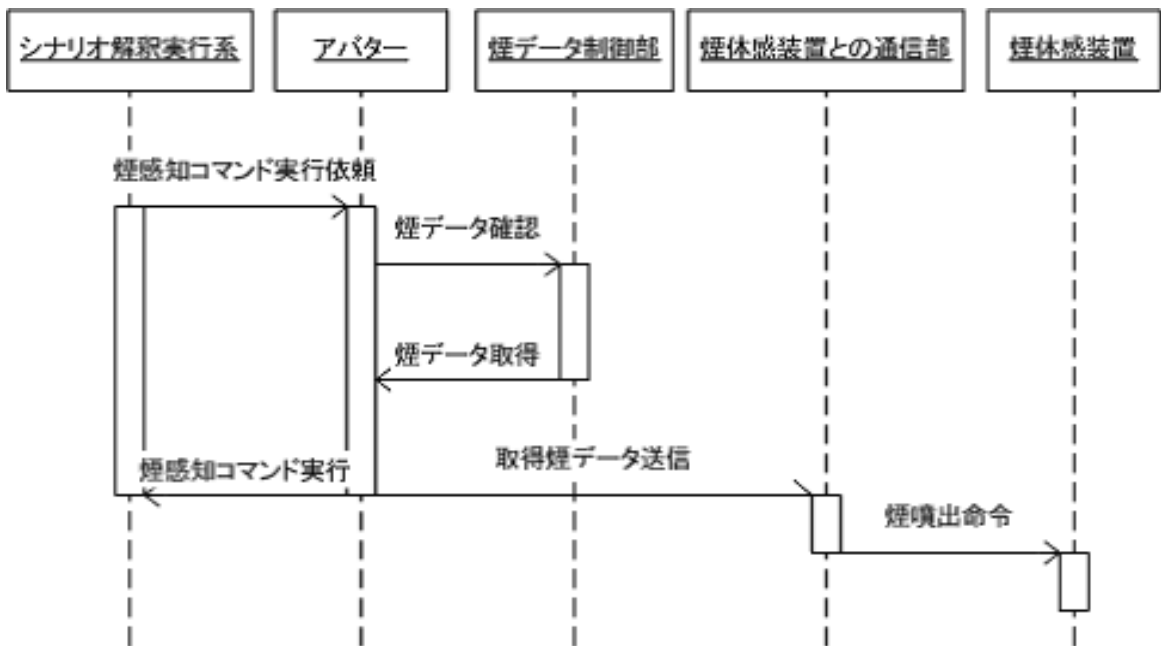 シナリオ解釈実行系
アバター
煙データ制御部
煙体感装置との通信部
煙体感装置
煙感知コマンド実行依頼
煙データ確認
煙データ取得
煙感知コマンド実行
取得煙データ送信
煙噴出命令